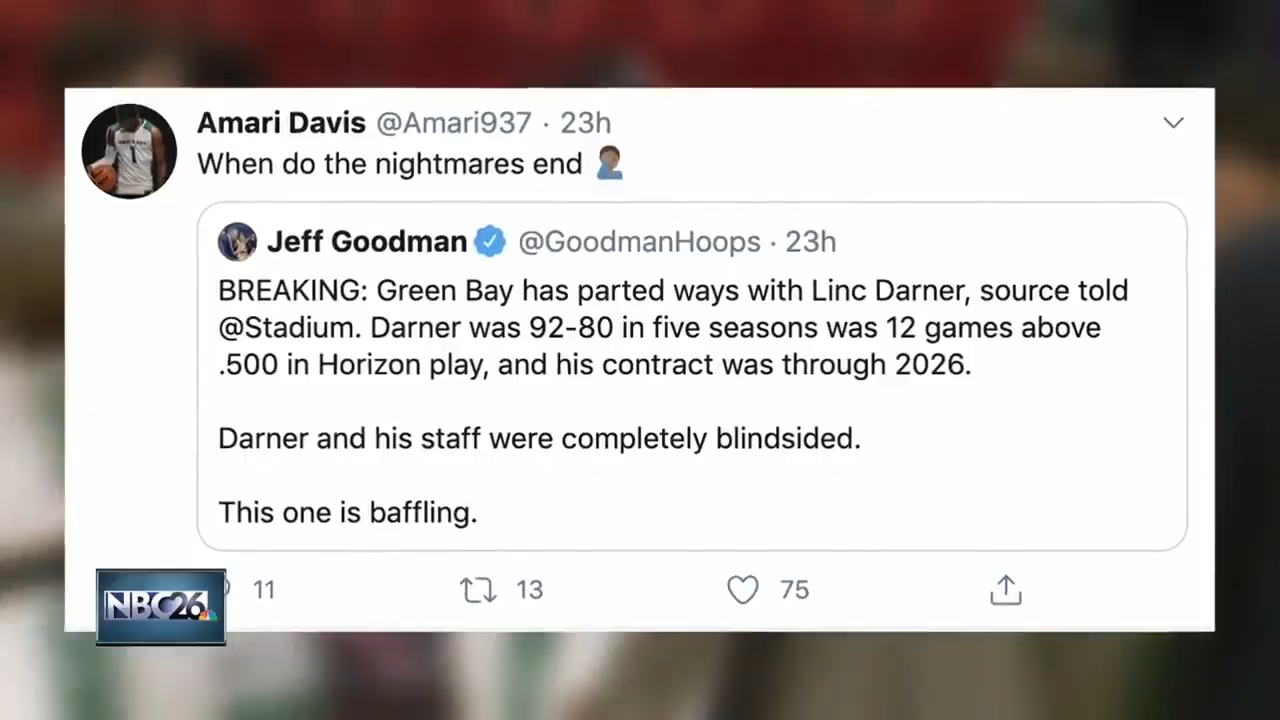 Amari Davis @Amari937 · 23h
When do the nightmares end 🤦🏽‍♂️
Jeff Goodman @GoodmanHoops · 23h
BREAKING: Green Bay has parted ways with Linc Darner, source told
@Stadium. Darner was 92-80 in five seasons was 12 games above
.500 in Horizon play, and his contract was through 2026.
Darner and his staff were completely blindsided.
This one is baffling.
11 13 75
NBC26